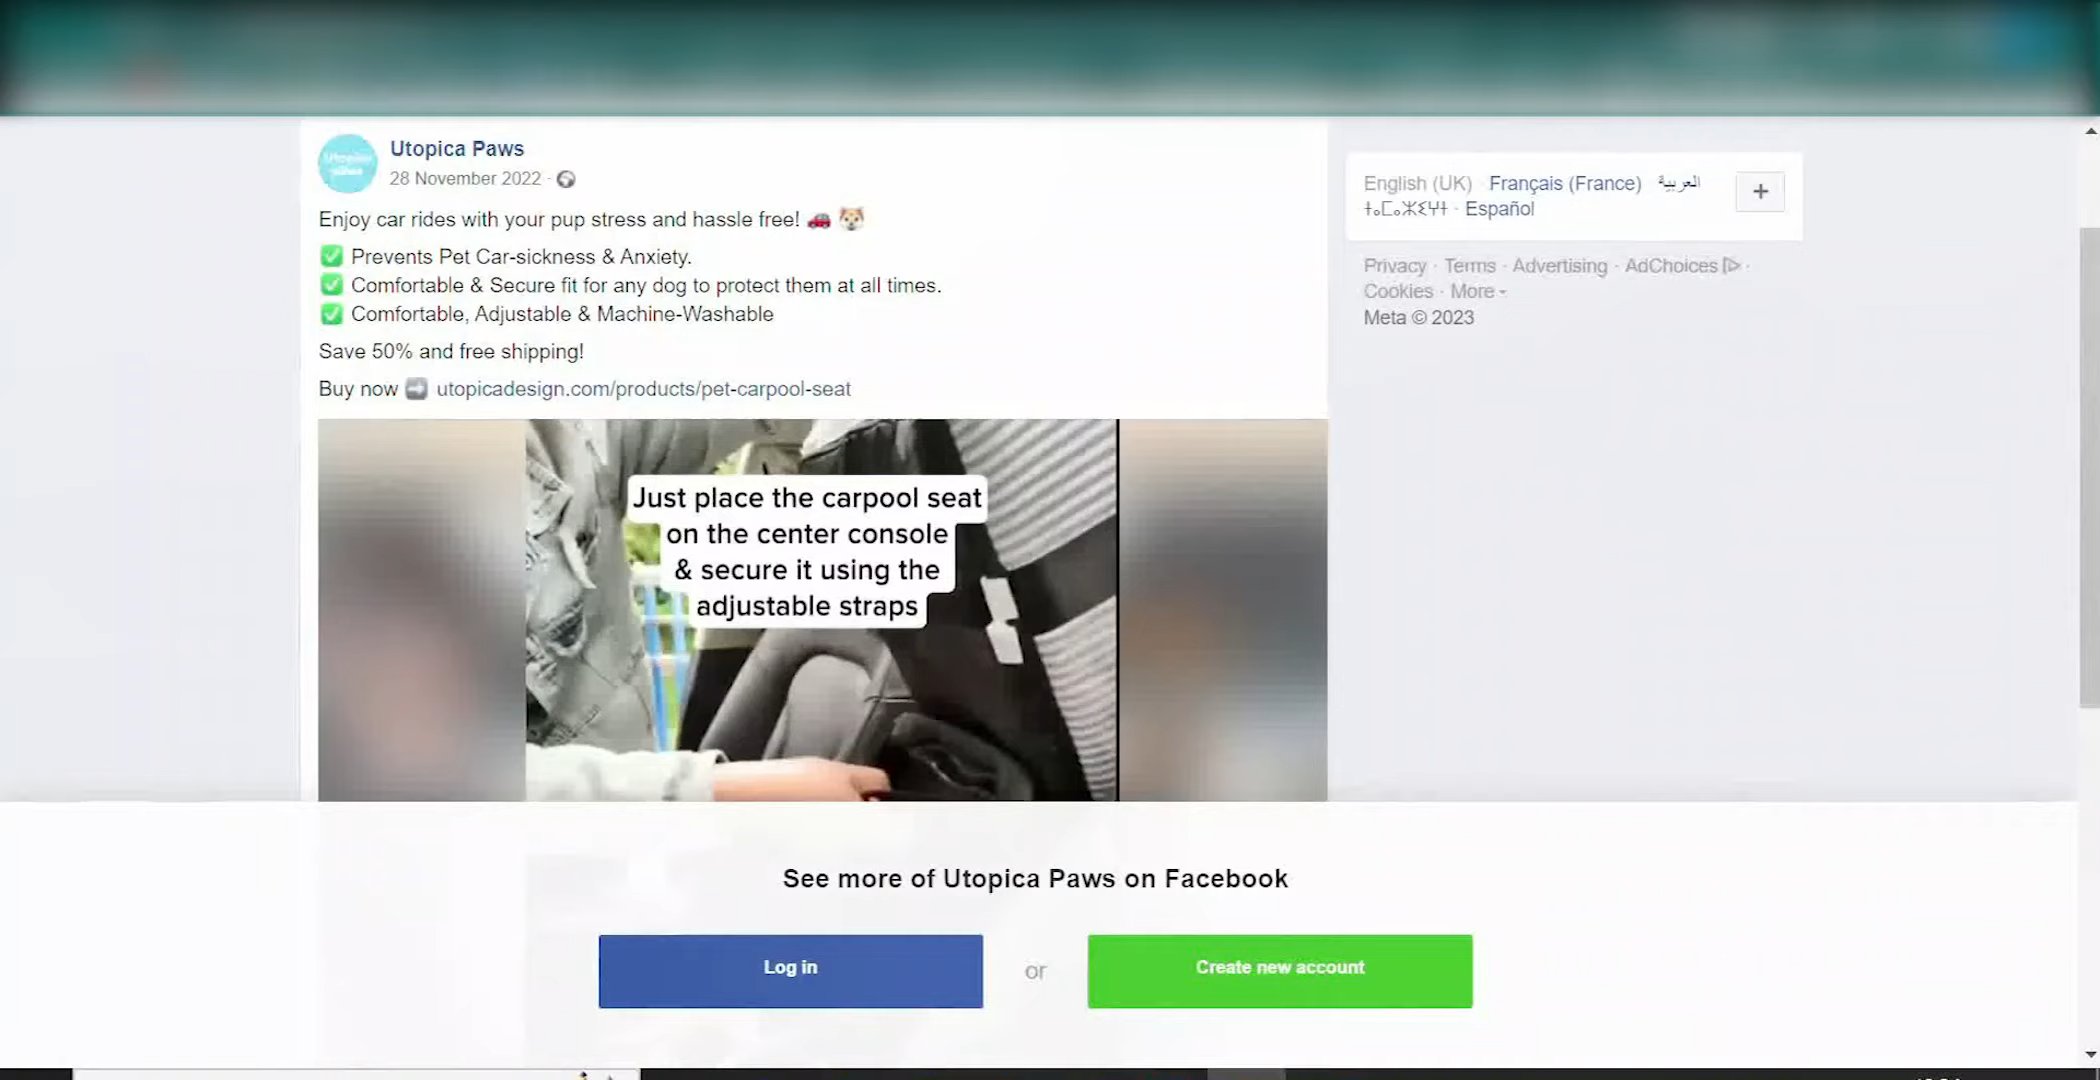 Utopica Paws
28 November 2022 ·
Enjoy car rides with your pup stress and hassle free! 🚗 🐶
✅ Prevents Pet Car-sickness & Anxiety.
✅ Comfortable & Secure fit for any dog to protect them at all times.
✅ Comfortable, Adjustable & Machine-Washable
Save 50% and free shipping!
Buy now ➡️ utopicadesign.com/products/pet-carpool-seat
Just place the carpool seat
on the center console
& secure it using the
adjustable straps
English (UK) · Français (France) · العربية
ⵜⴰⵎⴰⵣⵉⵖⵜ · Español
+
Privacy · Terms · Advertising · AdChoices ·
Cookies · More
Meta © 2023
See more of Utopica Paws on Facebook
Log in
or
Create new account